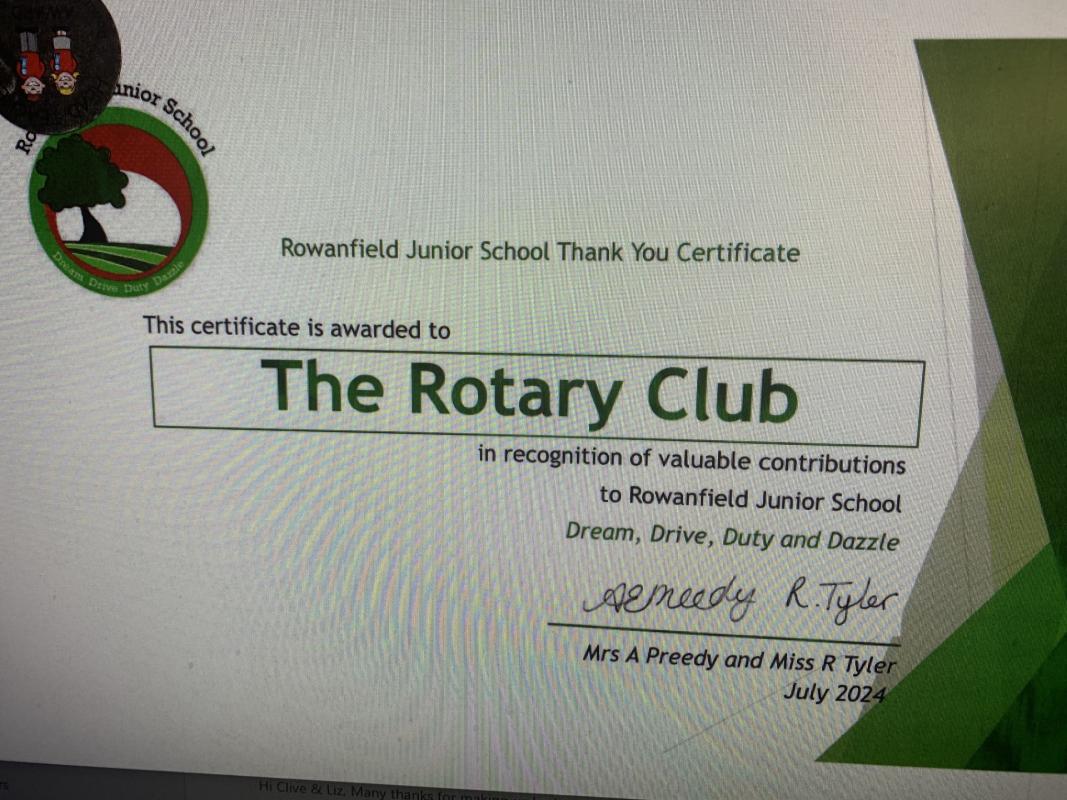 unior School
Dream Drive Duty Dazzle
Rowanfield Junior School Thank You Certificate
This certificate is awarded to
The Rotary Club
in recognition of valuable contributions
to Rowanfield Junior School
Dream, Drive, Duty and Dazzle
R. Tyler
Mrs A Preedy and Miss R Tyler
July 2024
Hi Clive & Liz, Many thanks for